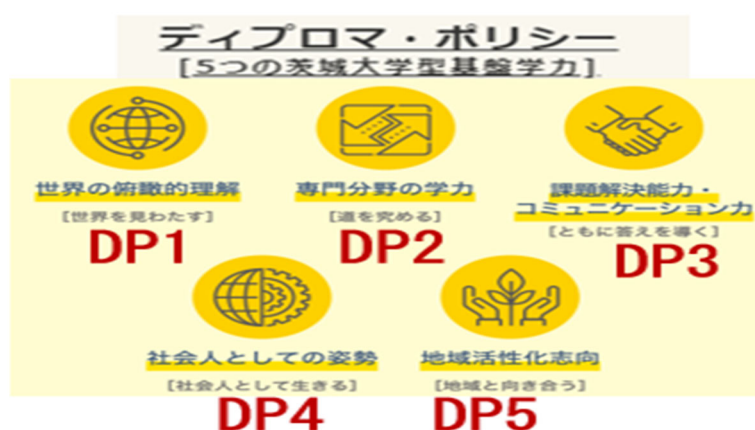 ディプロマ・ポリシー
[5つの茨城大学型基盤学力]
世界の俯瞰的理解
[世界を見わたす]
DP1
専門分野の学力
[道を究める]
DP2
課題解決能力・
コミュニケーション力
[ともに答えを導く]
DP3
社会人としての姿勢
[社会人として生きる]
DP4
地域活性化志向
[地域と向き合う]
DP5